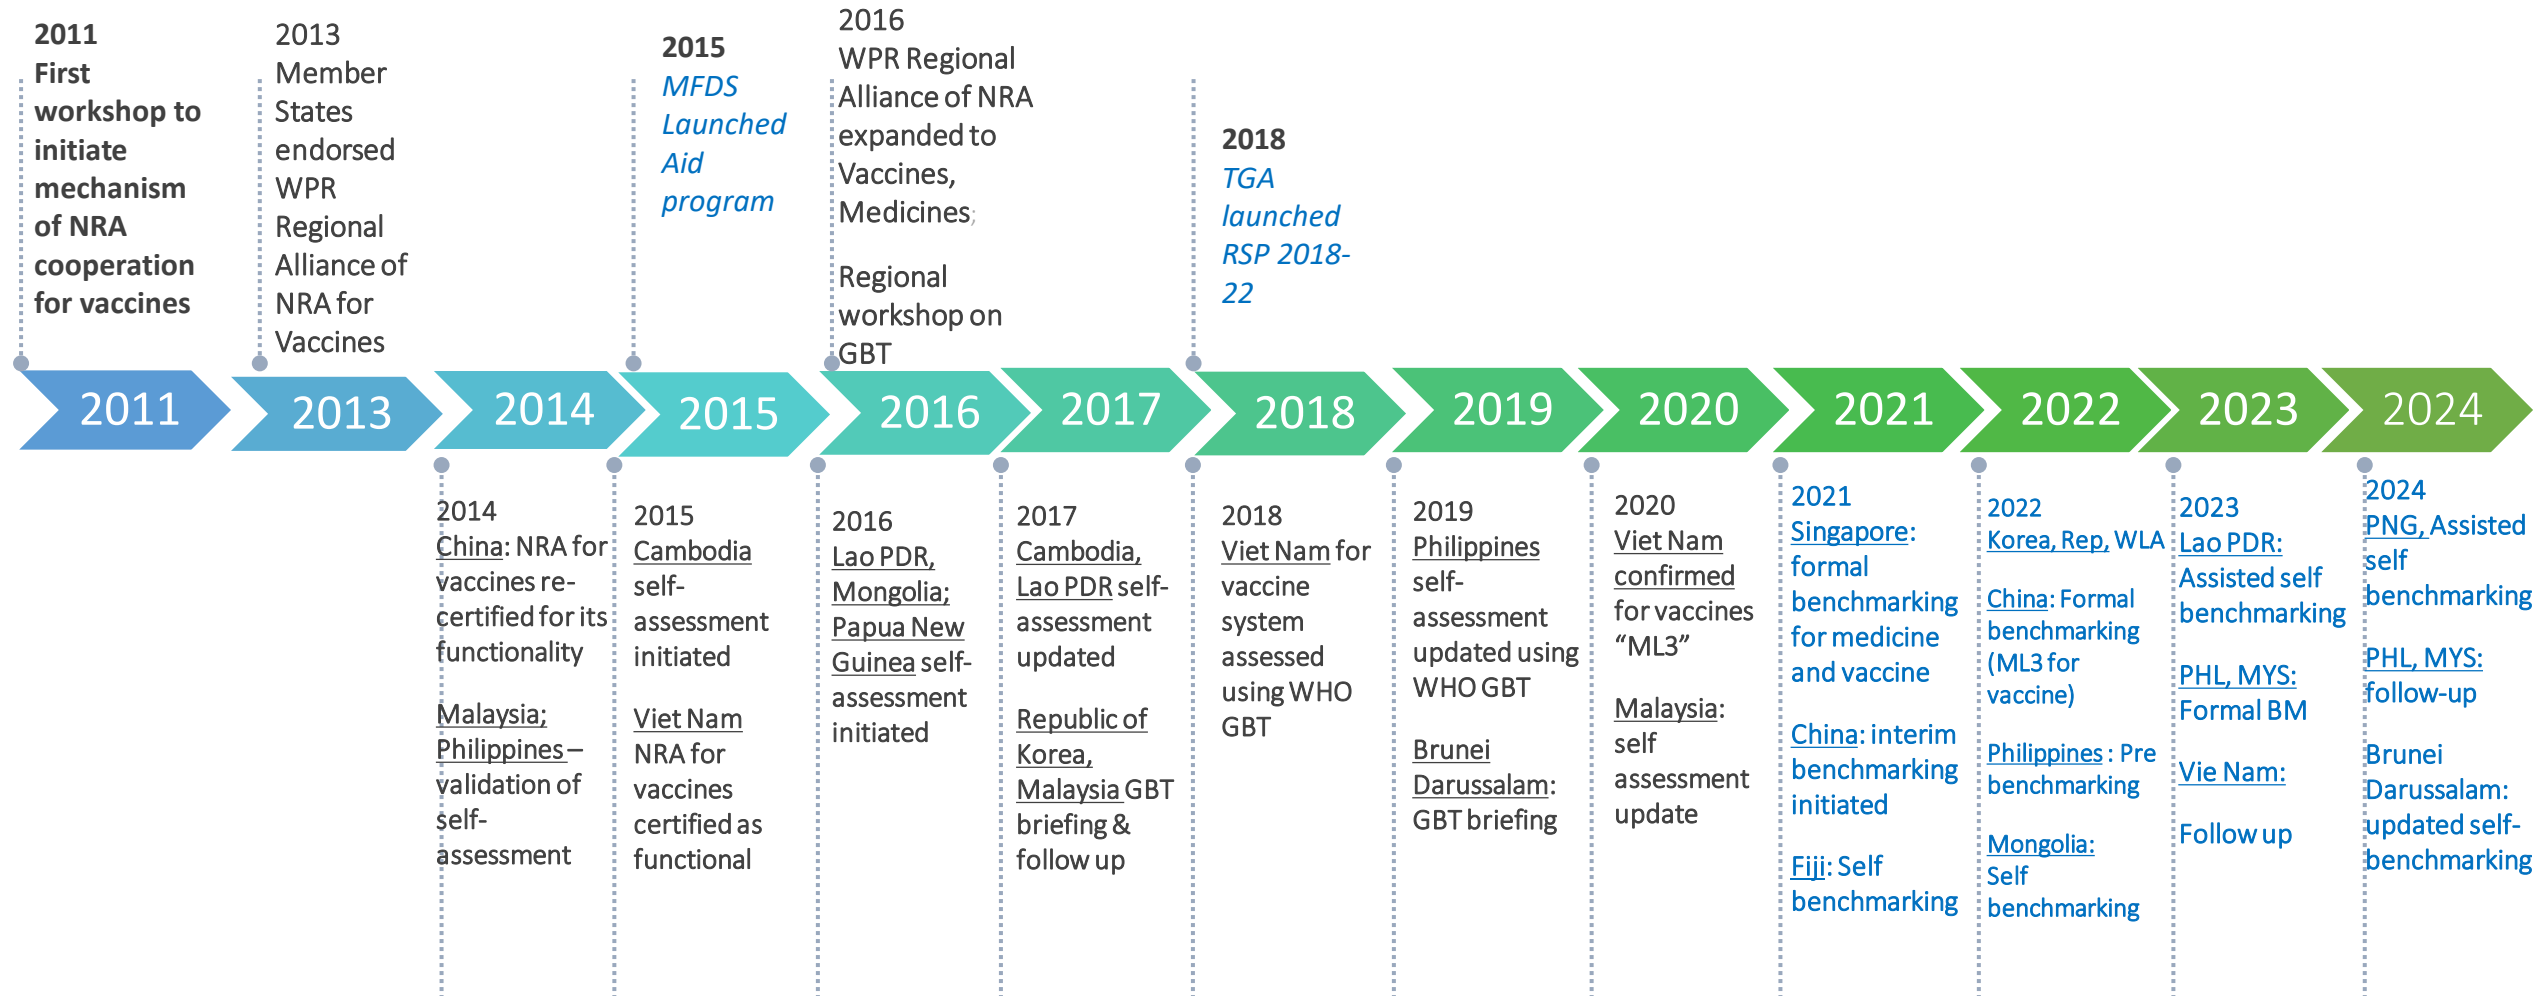 2011
First
workshop to
initiate
mechanism
of NRA
cooperation
for vaccines
2013
Member
States
endorsed
WPR
Regional
Alliance of
NRA for
Vaccines
2015
MFDS
Launched
Aid
program
2016
WPR Regional
Alliance of NRA
expanded to
Vaccines,
Medicines;
Regional
workshop on
GBT
2018
TGA
launched
RSP 2018-
22
2011
2013
2014
2015
2016
2017
2018
2019
2020
2021
2022
2023
2024
2014
China: NRA for
vaccines re-
certified for its
functionality
Malaysia;
Philippines –
validation of
self-
assessment
2015
Cambodia
self-
assessment
initiated
Viet Nam
NRA for
vaccines
certified as
functional
2016
Lao PDR,
Mongolia;
Papua New
Guinea self-
assessment
initiated
2017
Cambodia,
Lao PDR self-
assessment
updated
Republic of
Korea,
Malaysia GBT
briefing &
follow up
2018
Viet Nam for
vaccine
system
assessed
using WHO
GBT
2019
Philippines
self-
assessment
updated using
WHO GBT
Brunei
Darussalam:
GBT briefing
2020
Viet Nam
confirmed
for vaccines
“ML3”
Malaysia:
self
assessment
update
2021
Singapore:
formal
benchmarking
for medicine
and vaccine
China: interim
benchmarking
initiated
Fiji: Self
benchmarking
2022
Korea, Rep, WLA
China: Formal
benchmarking
(ML3 for
vaccine)
Philippines : Pre
benchmarking
Mongolia:
Self
benchmarking
2023
Lao PDR:
Assisted self
benchmarking
PHL, MYS:
Formal BM
Vie Nam:
Follow up
2024
PNG, Assisted
self
benchmarking
PHL, MYS:
follow-up
Brunei
Darussalam:
updated self-
benchmarking